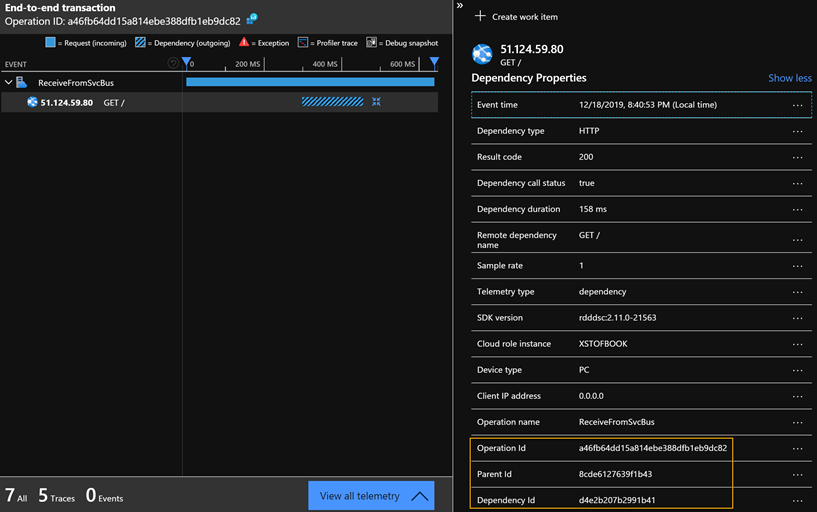 End-to-end transaction
Operation ID: a46fb64dd15a814ebe388dfb1eb9dc82
= Request (incoming) = Dependency (outgoing) = Exception = Profiler trace = Debug snapshot
EVENT ? 0 200 MS 400 MS 600 MS
ReceiveFromSvcBus
51.124.59.80 GET /
7 All 5 Traces 0 Events
View all telemetry
»
+ Create work item
51.124.59.80
GET /
Dependency Properties Show less
Event time 12/18/2019, 8:40:53 PM (Local time) ...
Dependency type HTTP ...
Result code 200 ...
Dependency call status true ...
Dependency duration 158 ms ...
Remote dependency GET / ...
name
Sample rate 1 ...
Telemetry type dependency ...
SDK version rdddsc:2.11.0-21563 ...
Cloud role instance XSTOFBOOK ...
Device type PC ...
Client IP address 0.0.0.0 ...
Operation name ReceiveFromSvcBus ...
Operation Id a46fb64dd15a814ebe388dfb1eb9dc82 ...
Parent Id 8cde6127639f1b43 ...
Dependency Id d4e2b207b2991b41 ...